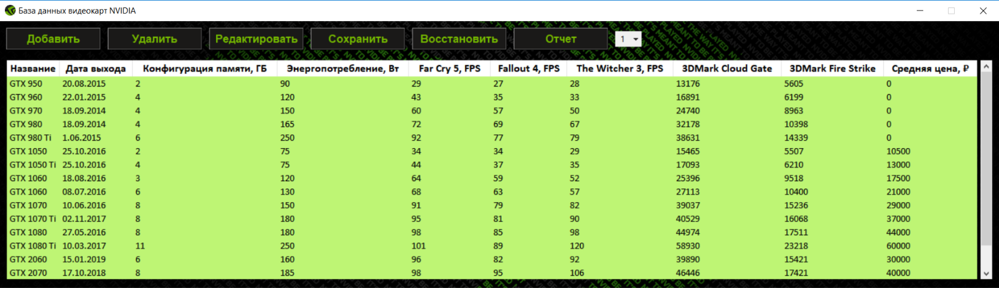 База данных видеокарт NVIDIA
Добавить Удалить Редактировать Сохранить Восстановить Отчет 1
Название Дата выхода Конфигурация памяти, ГБ Энергопотребление, Вт Far Cry 5, FPS Fallout 4, FPS The Witcher 3, FPS 3DMark Cloud Gate 3DMark Fire Strike Средняя цена, ₽
GTX 950 20.08.2015 2 90 29 27 28 13176 5605 0
GTX 960 22.01.2015 4 120 43 35 33 16891 6199 0
GTX 970 18.09.2014 4 150 60 57 50 24740 8963 0
GTX 980 18.09.2014 4 165 72 69 67 32178 10398 0
GTX 980 Ti 1.06.2015 6 250 92 77 79 38631 14339 0
GTX 1050 25.10.2016 2 75 34 34 29 15465 5507 10500
GTX 1050 Ti 25.10.2016 4 75 44 37 35 17093 6210 13000
GTX 1060 18.08.2016 3 120 64 59 52 25396 9518 17500
GTX 1060 08.07.2016 6 130 68 63 57 27113 10400 21000
GTX 1070 10.06.2016 8 150 91 79 82 39037 15236 29000
GTX 1070 Ti 02.11.2017 8 180 95 81 90 40529 16068 37000
GTX 1080 27.05.2016 8 180 98 85 98 44974 17511 44000
GTX 1080 Ti 10.03.2017 11 250 101 89 120 58930 23218 60000
GTX 2060 15.01.2019 6 160 96 82 92 39890 15421 30000
GTX 2070 17.10.2018 8 185 98 95 106 46446 17421 40000